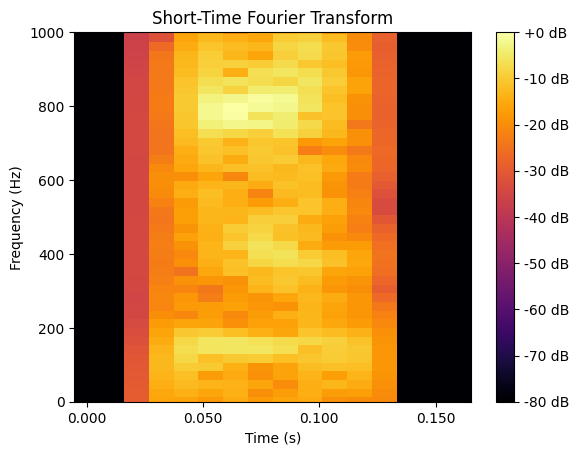 Short-Time Fourier Transform
1000
800
600
400
200
0
Frequency (Hz)
0.000
0.050
0.100
0.150
Time (s)
+0 dB
-10 dB
-20 dB
-30 dB
-40 dB
-50 dB
-60 dB
-70 dB
-80 dB